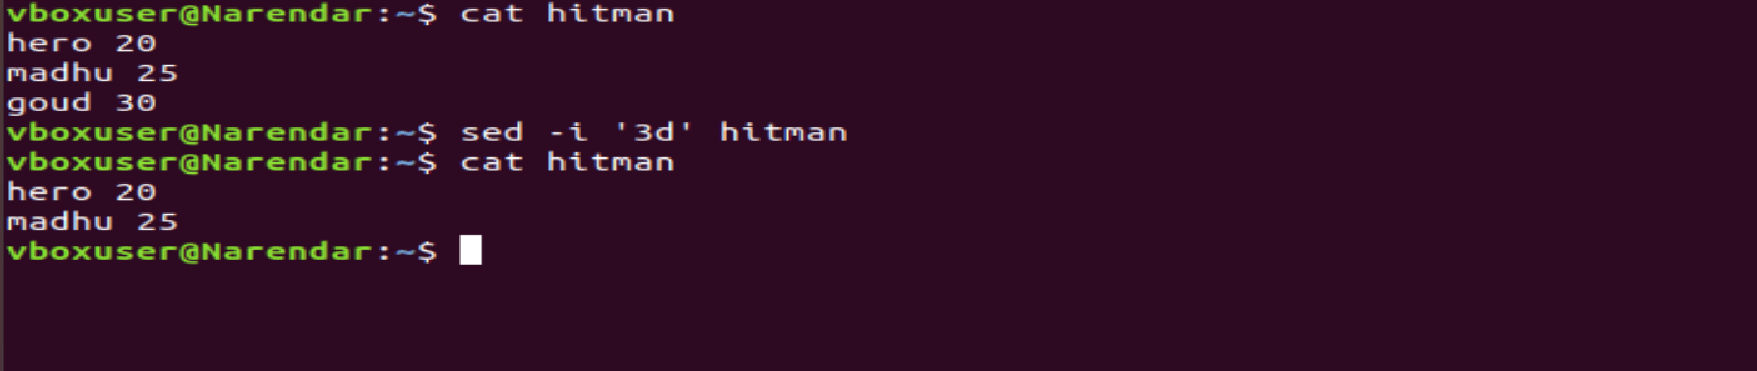 vboxuser@Narendar:~$ cat hitman
hero 20
madhu 25
goud 30
vboxuser@Narendar:~$ sed -i '3d' hitman
vboxuser@Narendar:~$ cat hitman
hero 20
madhu 25
vboxuser@Narendar:~$